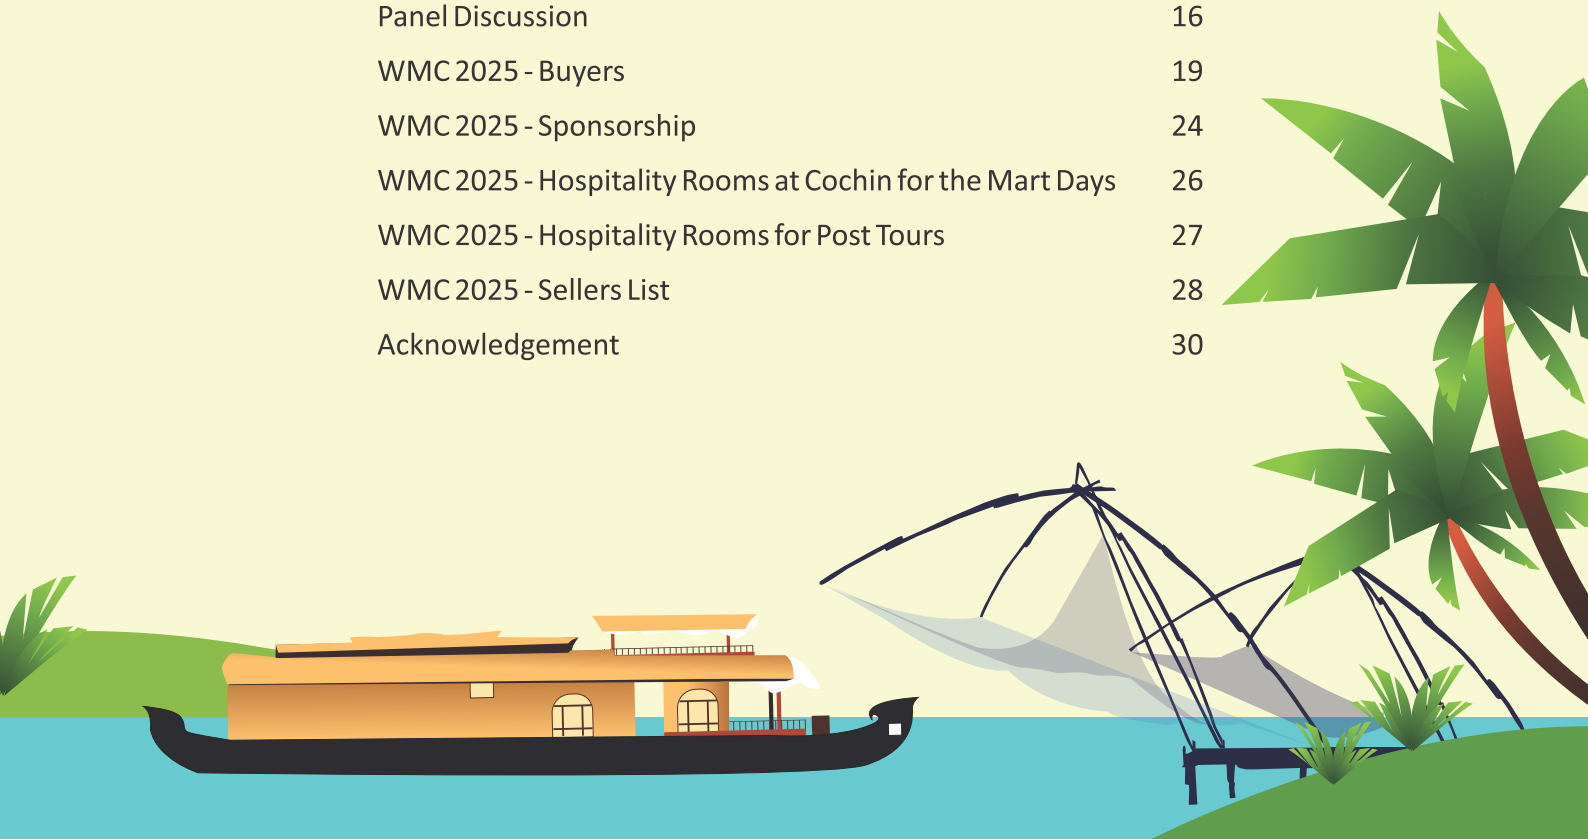 Panel Discussion 16
WMC 2025 - Buyers 19
WMC 2025 - Sponsorship 24
WMC 2025 - Hospitality Rooms at Cochin for the Mart Days 26
WMC 2025 - Hospitality Rooms for Post Tours 27
WMC 2025 - Sellers List 28
Acknowledgement 30